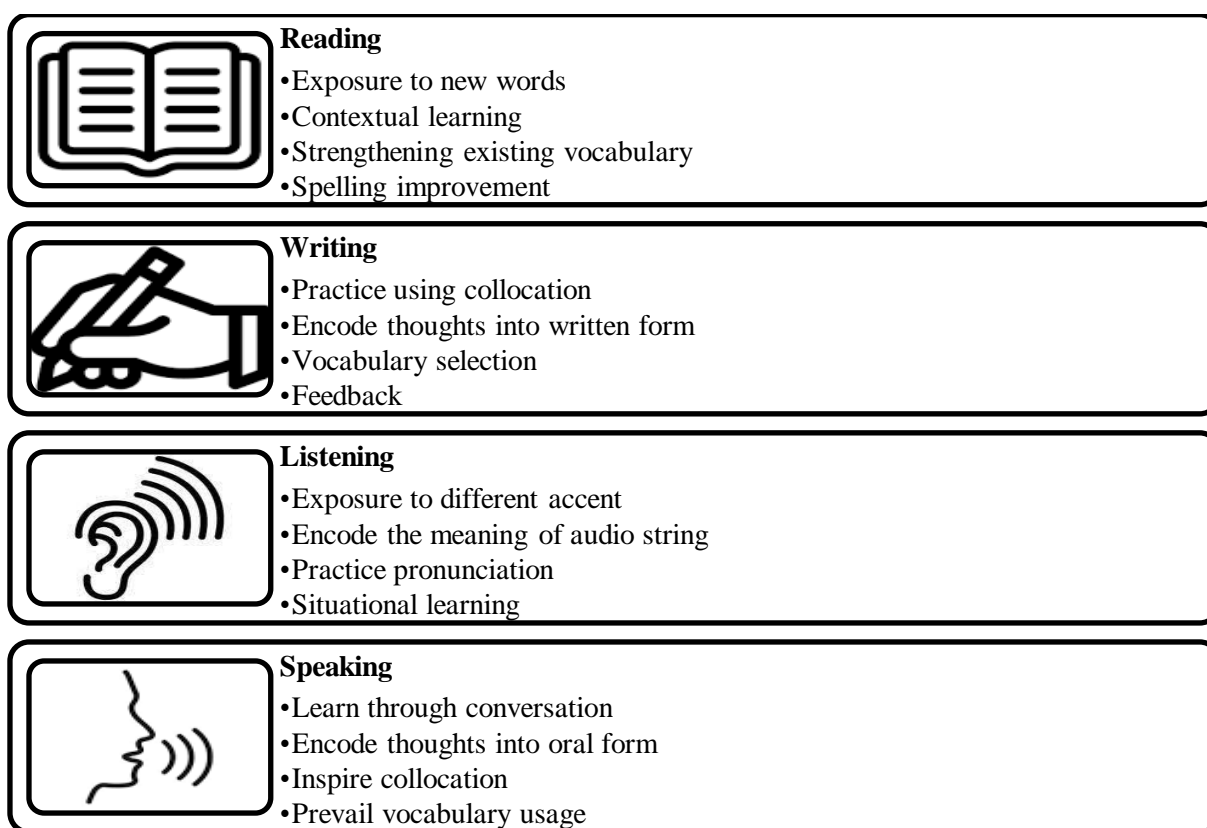 Reading
•Exposure to new words
•Contextual learning
•Strengthening existing vocabulary
•Spelling improvement
Writing
•Practice using collocation
•Encode thoughts into written form
•Vocabulary selection
•Feedback
Listening
•Exposure to different accent
•Encode the meaning of audio string
•Practice pronunciation
•Situational learning
Speaking
•Learn through conversation
•Encode thoughts into oral form
•Inspire collocation
•Prevail vocabulary usage